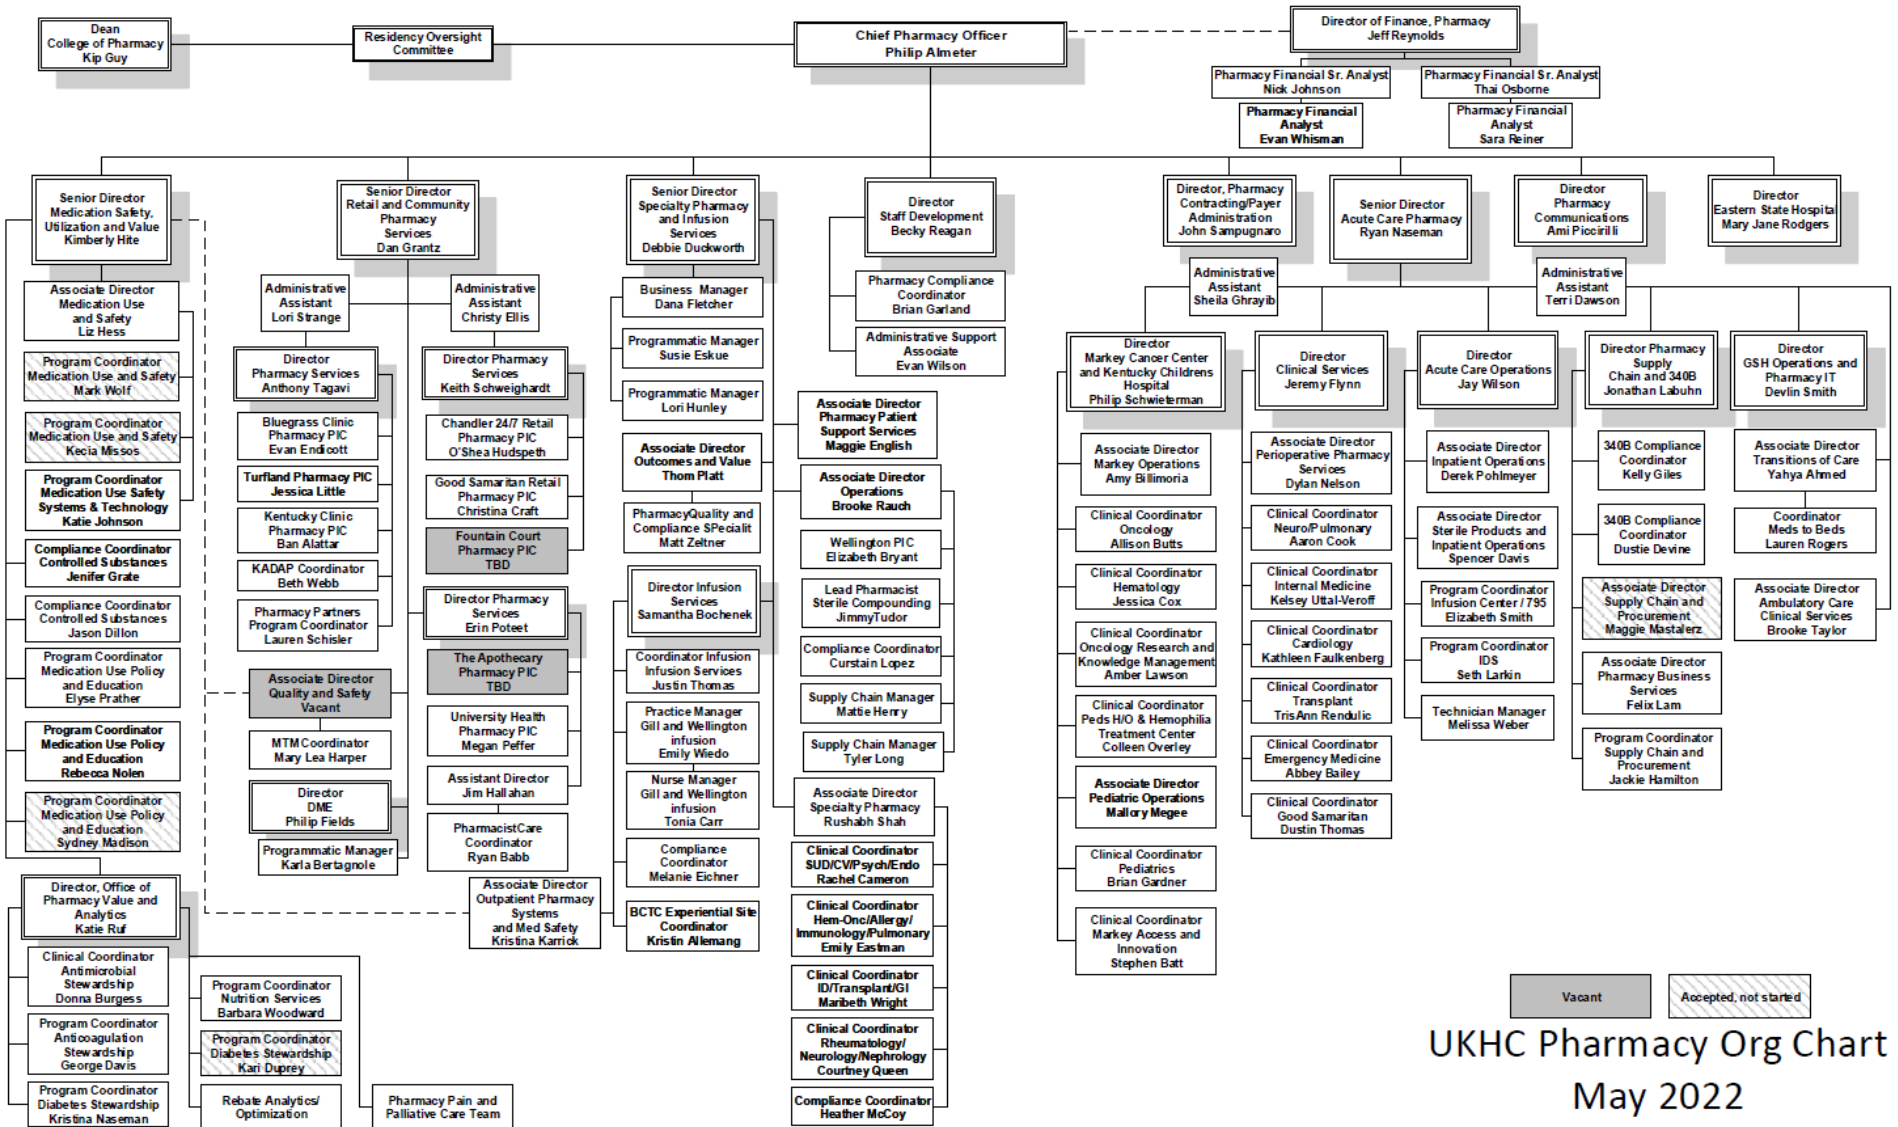 Dean
College of Pharmacy
Kip Guy
Residency Oversight
Committee
Chief Pharmacy Officer
Philip Almeter
Director of Finance, Pharmacy
Jeff Reynolds
Pharmacy Financial Sr. Analyst
Nick Johnson
Pharmacy Financial Sr. Analyst
Thai Osborne
Pharmacy Financial
Analyst
Evan Whisman
Pharmacy Financial
Analyst
Sara Reiner
Senior Director
Medication Safety,
Utilization and Value
Kimberly Hite
Senior Director
Retail and Community
Pharmacy
Services
Dan Grantz
Senior Director
Specialty Pharmacy
and Infusion
Services
Debbie Duckworth
Director
Staff Development
Becky Reagan
Director, Pharmacy
Contracting/Payer
Administration
John Sampugnaro
Senior Director
Acute Care Pharmacy
Ryan Naseman
Director
Pharmacy
Communications
Ami Piccirilli
Director
Eastern State Hospital
Mary Jane Rodgers
Associate Director
Medication Use
and Safety
Liz Hess
Program Coordinator
Medication Use and Safety
Mark Wolf
Program Coordinator
Medication Use and Safety
Kecia Missos
Program Coordinator
Medication Use Safety
Systems & Technology
Katie Johnson
Compliance Coordinator
Controlled Substances
Jenifer Grate
Compliance Coordinator
Controlled Substances
Jason Dillon
Program Coordinator
Medication Use Policy
and Education
Elyse Prather
Program Coordinator
Medication Use Policy
and Education
Rebecca Nolen
Program Coordinator
Medication Use Policy
and Education
Sydney Madison
Director, Office of
Pharmacy Value and
Analytics
Katie Ruf
Clinical Coordinator
Antimicrobial
Stewardship
Donna Burgess
Program Coordinator
Anticoagulation
Stewardship
George Davis
Program Coordinator
Diabetes Stewardship
Kristina Naseman
Program Coordinator
Nutrition Services
Barbara Woodward
Program Coordinator
Diabetes Stewardship
Kari Duprey
Rebate Analytics/
Optimization
Pharmacy Pain and
Palliative Care Team
Administrative
Assistant
Lori Strange
Administrative
Assistant
Christy Ellis
Director
Pharmacy Services
Anthony Tagavi
Bluegrass Clinic
Pharmacy PIC
Evan Endicott
Turfland Pharmacy PIC
Jessica Little
Kentucky Clinic
Pharmacy PIC
Ban Alattar
KADAP Coordinator
Beth Webb
Pharmacy Partners
Program Coordinator
Lauren Schisler
Associate Director
Quality and Safety
Vacant
MTM Coordinator
Mary Lea Harper
Director
DME
Philip Fields
Programmatic Manager
Karla Bertagnole
Director Pharmacy
Services
Keith Schweighardt
Chandler 24/7 Retail
Pharmacy PIC
O'Shea Hudspeth
Good Samaritan Retail
Pharmacy PIC
Christina Craft
Fountain Court
Pharmacy PIC
TBD
Director Pharmacy
Services
Erin Poteet
The Apothecary
Pharmacy PIC
TBD
University Health
Pharmacy PIC
Megan Peffer
Assistant Director
Jim Hallahan
PharmacistCare
Coordinator
Ryan Babb
Associate Director
Outpatient Pharmacy
Systems
and Med Safety
Kristina Karrick
Business Manager
Dana Fletcher
Programmatic Manager
Susie Eskue
Programmatic Manager
Lori Hunley
Associate Director
Outcomes and Value
Thom Platt
PharmacyQuality and
Compliance SPecialit
Matt Zeltner
Director Infusion
Services
Samantha Bochenek
Coordinator Infusion
Infusion Services
Justin Thomas
Practice Manager
Gill and Wellington
infusion
Emily Wiedo
Nurse Manager
Gill and Wellington
infusion
Tonia Carr
Compliance
Coordinator
Melanie Eichner
BCTC Experiential Site
Coordinator
Kristin Allemang
Associate Director
Pharmacy Patient
Support Services
Maggie English
Associate Director
Operations
Brooke Rauch
Wellington PIC
Elizabeth Bryant
Lead Pharmacist
Sterile Compounding
JimmyTudor
Compliance Coordinator
Curstain Lopez
Supply Chain Manager
Mattie Henry
Supply Chain Manager
Tyler Long
Associate Director
Specialty Pharmacy
Rushabh Shah
Clinical Coordinator
SUD/CV/Psych/Endo
Rachel Cameron
Clinical Coordinator
Hem-Onc/Allergy/
Immunology/Pulmonary
Emily Eastman
Clinical Coordinator
ID/Transplant/GI
Maribeth Wright
Clinical Coordinator
Rheumatology/
Neurology/Nephrology
Courtney Queen
Compliance Coordinator
Heather McCoy
Pharmacy Compliance
Coordinator
Brian Garland
Administrative Support
Associate
Evan Wilson
Administrative
Assistant
Sheila Ghrayib
Administrative
Assistant
Terri Dawson
Director
Markey Cancer Center
and Kentucky Childrens
Hospital
Philip Schwieterman
Associate Director
Markey Operations
Amy Billimoria
Clinical Coordinator
Oncology
Allison Butts
Clinical Coordinator
Hematology
Jessica Cox
Clinical Coordinator
Oncology Research and
Knowledge Management
Amber Lawson
Clinical Coordinator
Peds H/O & Hemophilia
Treatment Center
Colleen Overley
Associate Director
Pediatric Operations
Mallory Megee
Clinical Coordinator
Pediatrics
Brian Gardner
Clinical Coordinator
Markey Access and
Innovation
Stephen Batt
Director
Clinical Services
Jeremy Flynn
Associate Director
Perioperative Pharmacy
Services
Dylan Nelson
Clinical Coordinator
Neuro/Pulmonary
Aaron Cook
Clinical Coordinator
Internal Medicine
Kelsey Uttal-Veroff
Clinical Coordinator
Cardiology
Kathleen Faulkenberg
Clinical Coordinator
Transplant
TrisAnn Rendulic
Clinical Coordinator
Emergency Medicine
Abbey Bailey
Clinical Coordinator
Good Samaritan
Dustin Thomas
Director
Acute Care Operations
Jay Wilson
Associate Director
Inpatient Operations
Derek Pohlmeyer
Associate Director
Sterile Products and
Inpatient Operations
Spencer Davis
Program Coordinator
Infusion Center / 795
Elizabeth Smith
Program Coordinator
IDS
Seth Larkin
Technician Manager
Melissa Weber
Director Pharmacy
Supply
Chain and 340B
Jonathan Labuhn
340B Compliance
Coordinator
Kelly Giles
340B Compliance
Coordinator
Dustie Devine
Associate Director
Supply Chain and
Procurement
Maggie Mastalerz
Associate Director
Pharmacy Business
Services
Felix Lam
Program Coordinator
Supply Chain and
Procurement
Jackie Hamilton
Director
GSH Operations and
Pharmacy IT
Devlin Smith
Associate Director
Transitions of Care
Yahya Ahmed
Coordinator
Meds to Beds
Lauren Rogers
Associate Director
Ambulatory Care
Clinical Services
Brooke Taylor
Vacant
Accepted, not started
UKHC Pharmacy Org Chart
May 2022